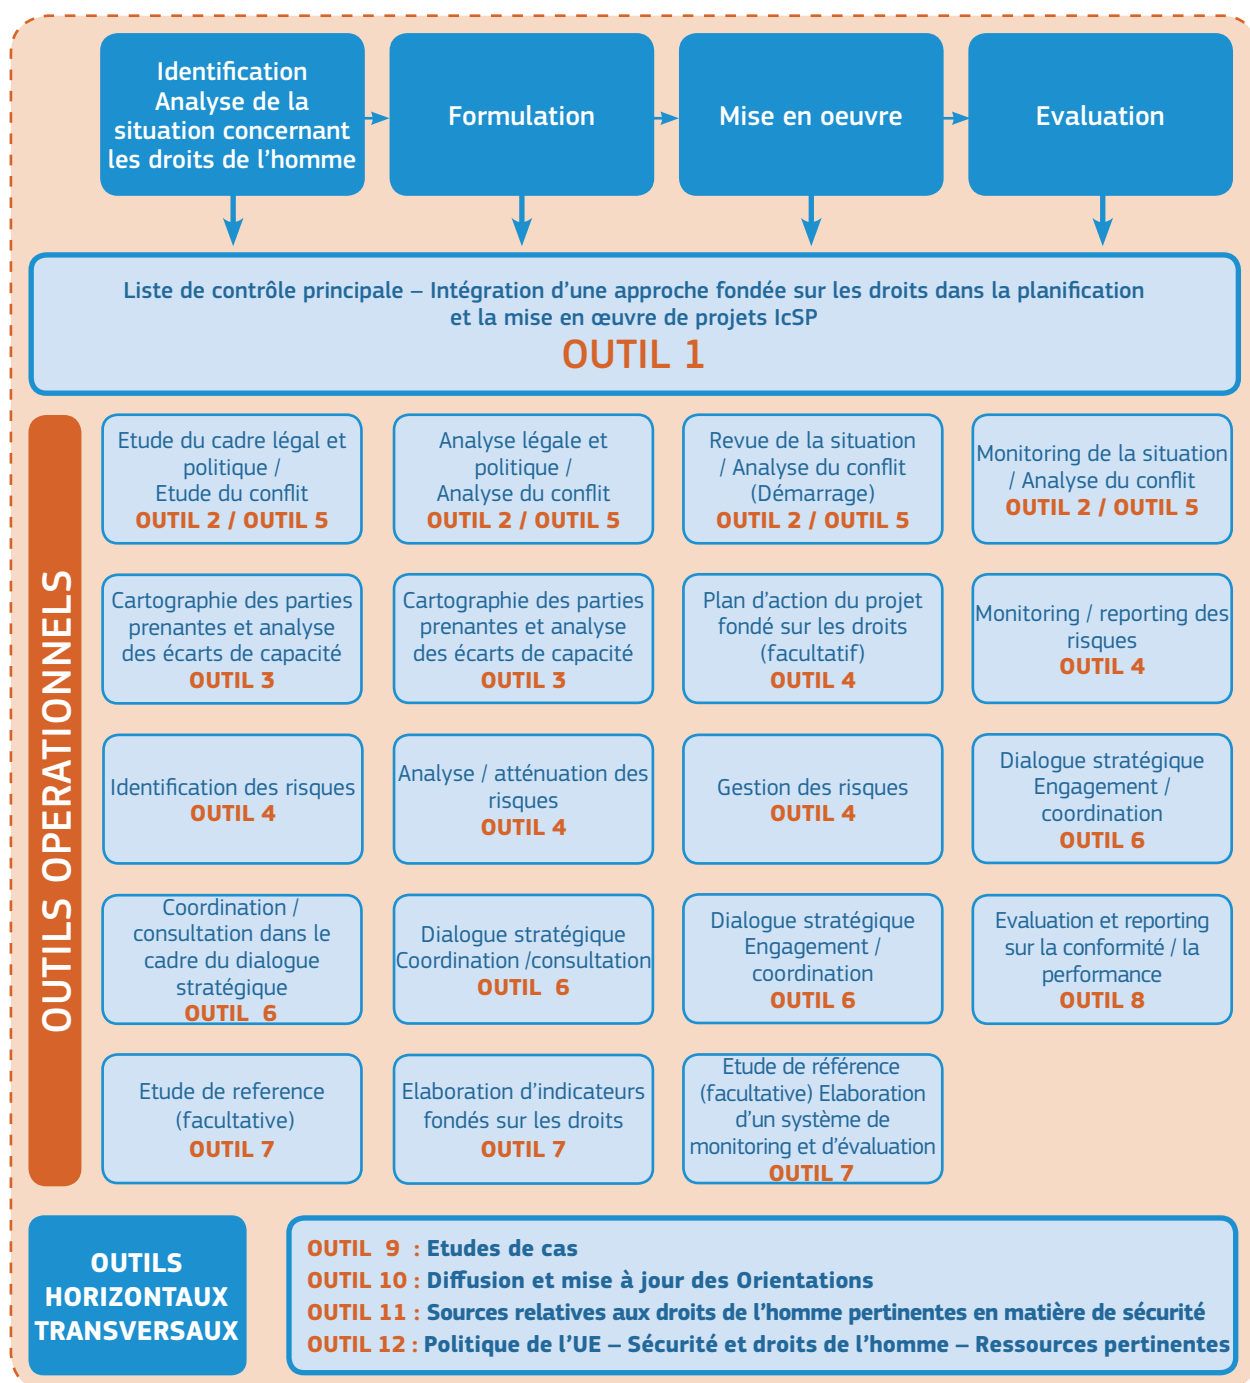 Identification
Analyse de la
situation concernant
les droits de l'homme
Formulation
Mise en oeuvre
Evaluation
Liste de contrôle principale – Intégration d'une approche fondée sur les droits dans la planification
et la mise en œuvre de projets IcSP
OUTIL 1
OUTILS OPERATIONNELS
Etude du cadre légal et
politique /
Etude du conflit
OUTIL 2 / OUTIL 5
Analyse légale et
politique /
Analyse du conflit
OUTIL 2 / OUTIL 5
Revue de la situation
/ Analyse du conflit
(Démarrage)
OUTIL 2 / OUTIL 5
Monitoring de la situation
/ Analyse du conflit
OUTIL 2 / OUTIL 5
Cartographie des parties
prenantes et analyse
des écarts de capacité
OUTIL 3
Cartographie des parties
prenantes et analyse
des écarts de capacité
OUTIL 3
Plan d'action du projet
fondé sur les droits
(facultatif)
OUTIL 4
Monitoring / reporting des
risques
OUTIL 4
Identification des risques
OUTIL 4
Analyse / atténuation des
risques
OUTIL 4
Gestion des risques
OUTIL 4
Dialogue stratégique
Engagement /
coordination
OUTIL 6
Coordination /
consultation dans le
cadre du dialogue
stratégique
OUTIL 6
Dialogue stratégique
Coordination /consultation
OUTIL 6
Dialogue stratégique
Engagement /
coordination
OUTIL 6
Evaluation et reporting
sur la conformité / la
performance
OUTIL 8
Etude de reference
(facultative)
OUTIL 7
Elaboration d'indicateurs
fondés sur les droits
OUTIL 7
Etude de référence
(facultative) Elaboration
d'un système de
monitoring et d'évaluation
OUTIL 7
OUTILS
HORIZONTAUX
TRANSVERSAUX
OUTIL 9 : Etudes de cas
OUTIL 10 : Diffusion et mise à jour des Orientations
OUTIL 11 : Sources relatives aux droits de l'homme pertinentes en matière de sécurité
OUTIL 12 : Politique de l'UE – Sécurité et droits de l'homme – Ressources pertinentes